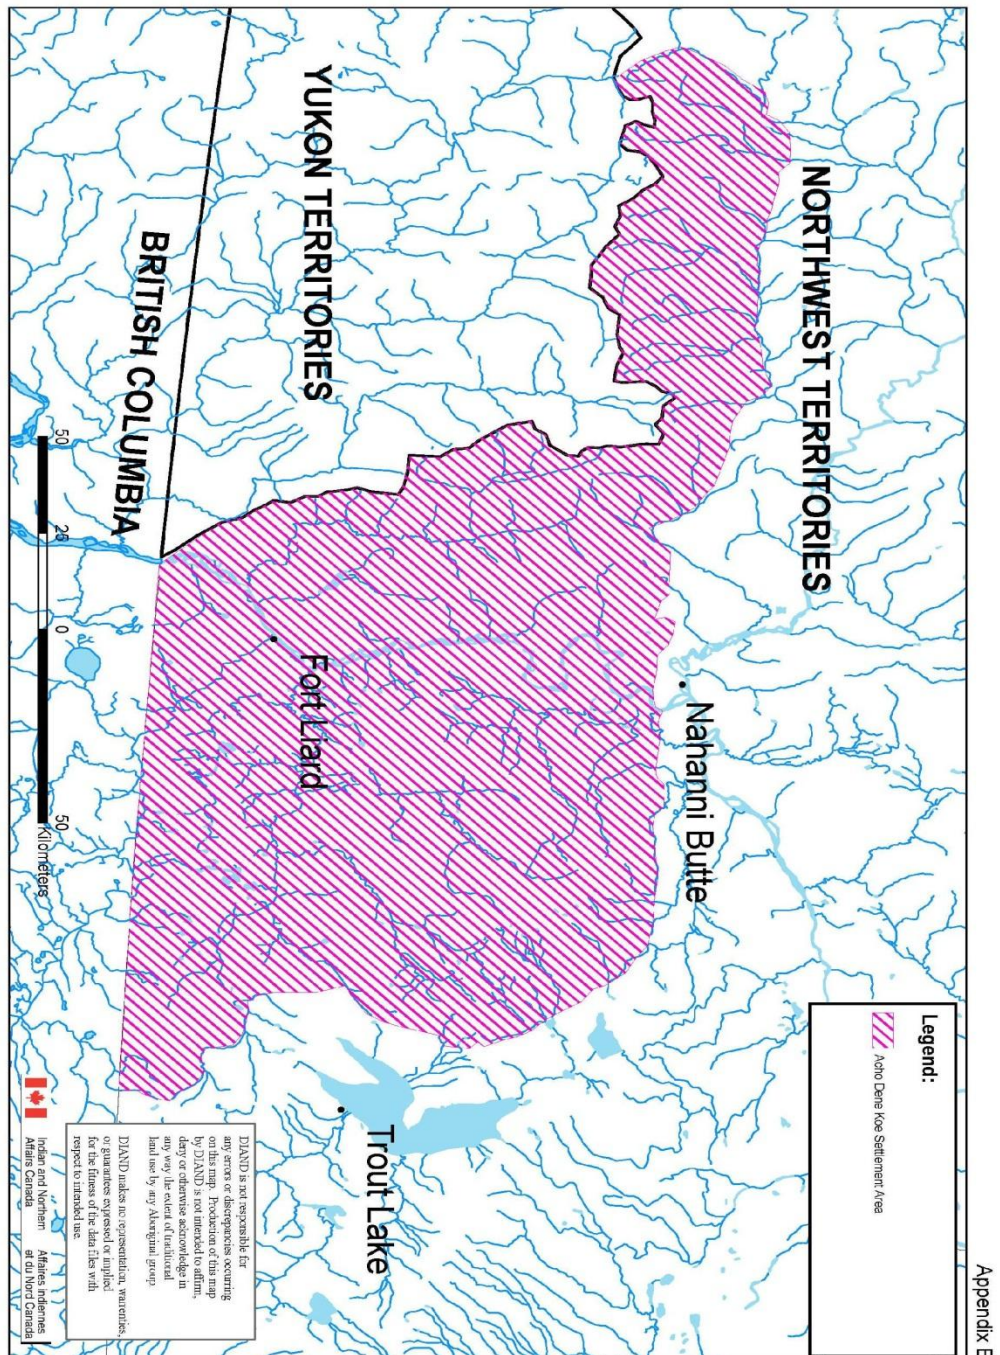 Appendix B
NORTHWEST TERRITORIES
YUKON TERRITORIES
BRITISH COLUMBIA
Nahanni Butte
Fort Liard
Trout Lake
Legend:
Acho Dene Koe Settlement Area
50 25 0 50
Kilometers
DIAND is not responsible for
any errors or discrepancies occurring
on this map. Production of this map
by DIAND is not intended to affirm,
deny or otherwise acknowledge in
any way the extent of traditional
land use by any Aboriginal group.
DIAND makes no representation, warrenties,
or guarantees expressed or implied
for the fitness of the data files with
respect to intended use.
Indian and Northern
Affairs Canada
Affaires indiennes
et du Nord Canada